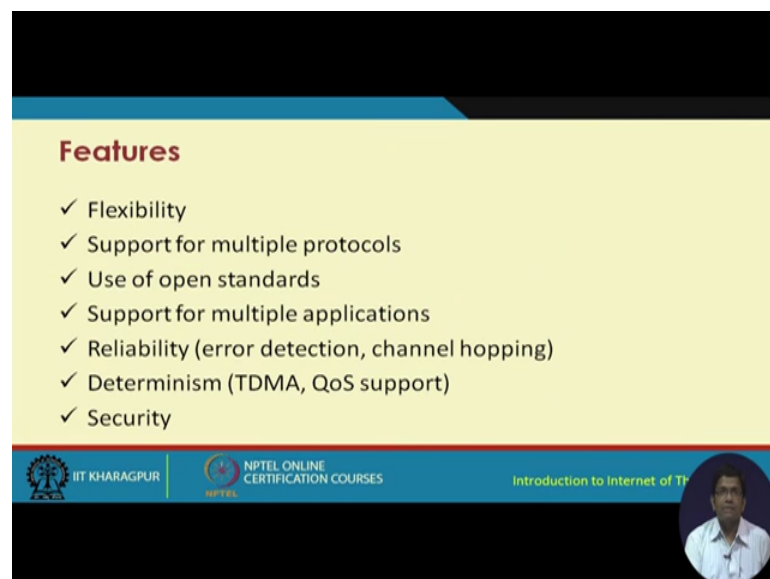 Features
✓ Flexibility
✓ Support for multiple protocols
✓ Use of open standards
✓ Support for multiple applications
✓ Reliability (error detection, channel hopping)
✓ Determinism (TDMA, QoS support)
✓ Security
IIT KHARAGPUR
NPTEL
NPTEL ONLINE
CERTIFICATION COURSES
Introduction to Internet of